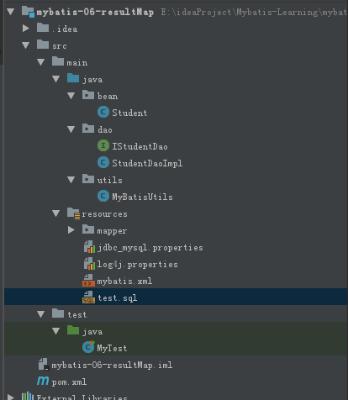 mybatis-06-resultMap E:\ideaProject\Mybatis-Learning\mybat
.idea
src
main
java
bean
Student
dao
IStudentDao
StudentDaoImpl
utils
MyBatisUtils
resources
mapper
jdbc_mysql.properties
log4j.properties
mybatis.xml
test.sql
test
java
MyTest
mybatis-06-resultMap.iml
pom.xml
External Libraries